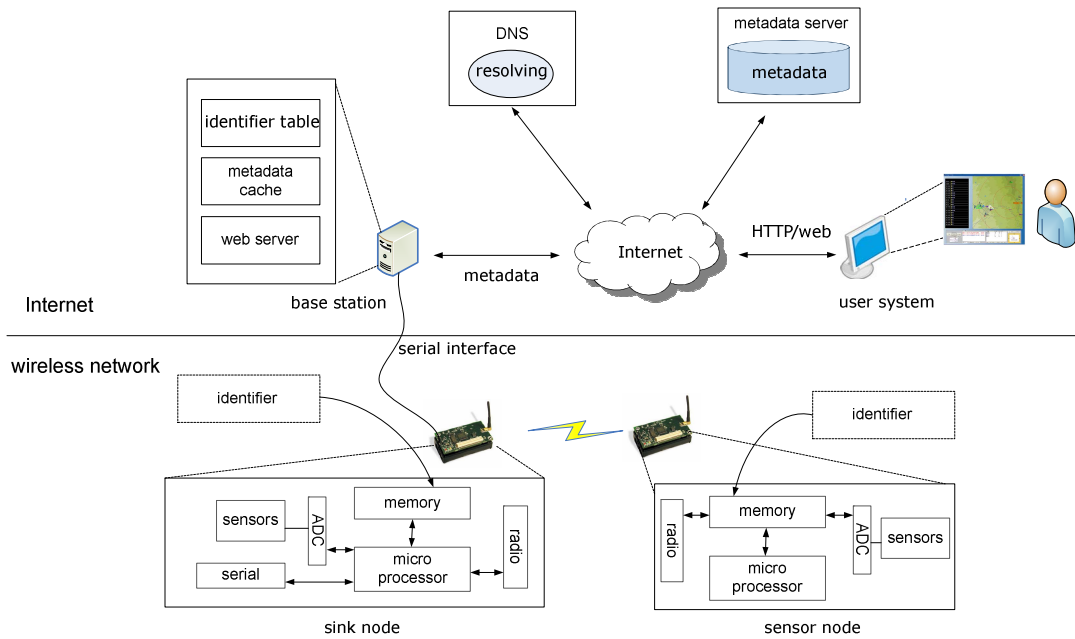 DNS
resolving
metadata server
metadata
identifier table
metadata
cache
web server
base station
metadata
Internet
HTTP/web
user system
Internet
serial interface
wireless network
identifier
identifier
memory
sensors
ADC
micro
processor
serial
radio
sink node
radio
memory
ADC
sensors
micro
processor
sensor node